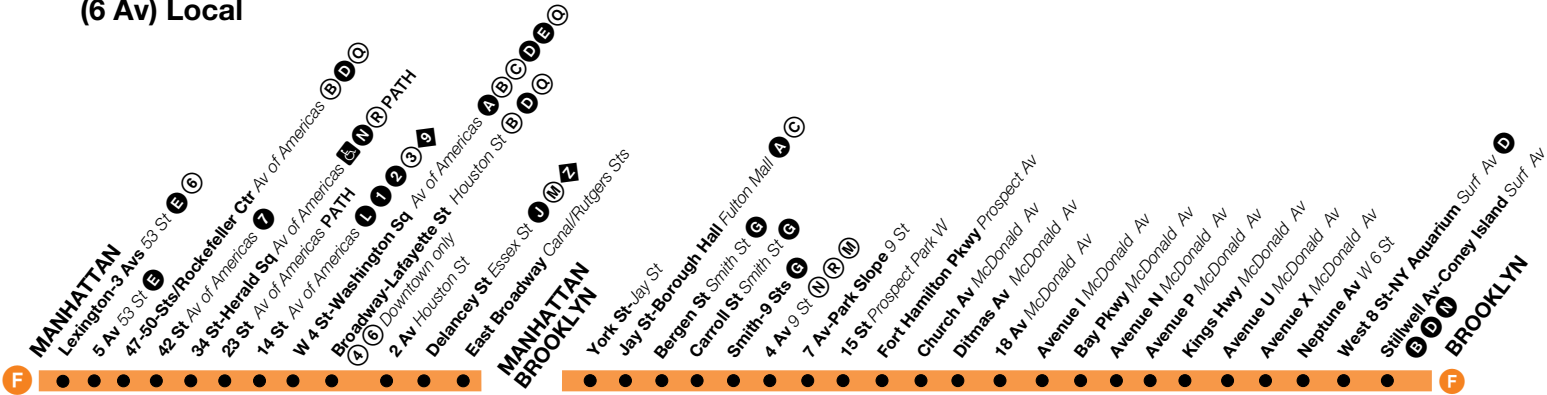 (6 Av) Local
F
MANHATTAN
Lexington-3 Avs 53 St E 6
5 Av 53 St E
47-50-Sts/Rockefeller Ctr Av of Americas B D Q
42 St Av of Americas 7
34 St-Herald Sq Av of Americas N R PATH
23 St Av of Americas PATH
14 St Av of Americas L 1 2 3 9
W 4 St-Washington Sq Av of Americas A B C D E Q
Broadway-Lafayette St Houston St B D Q
4 6 Downtown only
2 Av Houston St
Delancey St Essex St J M Z
East Broadway Canal/Rutgers Sts
MANHATTAN
BROOKLYN
York St-Jay St
Jay St-Borough Hall Fulton Mall A C
Bergen St Smith St G
Carroll St Smith St G
Smith-9 Sts G
4 Av 9 St N R M
7 Av-Park Slope 9 St
15 St Prospect Park W
Fort Hamilton Pkwy Prospect Av
Church Av McDonald Av
Ditmas Av McDonald Av
18 Av McDonald Av
Avenue I McDonald Av
Bay Pkwy McDonald Av
Avenue N McDonald Av
Avenue P McDonald Av
Kings Hwy McDonald Av
Avenue U McDonald Av
Avenue X McDonald Av
Neptune Av W 6 St
West 8 St-NY Aquarium Surf Av D
Stillwell Av-Coney Island Surf Av
B D N
BROOKLYN
F